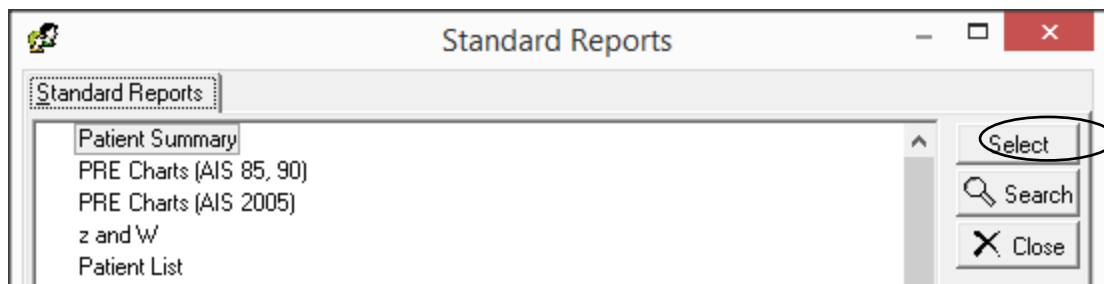 Standard Reports
Standard Reports
Patient Summary
PRE Charts (AIS 85, 90)
PRE Charts (AIS 2005)
z and W
Patient List
Select
Search
Close